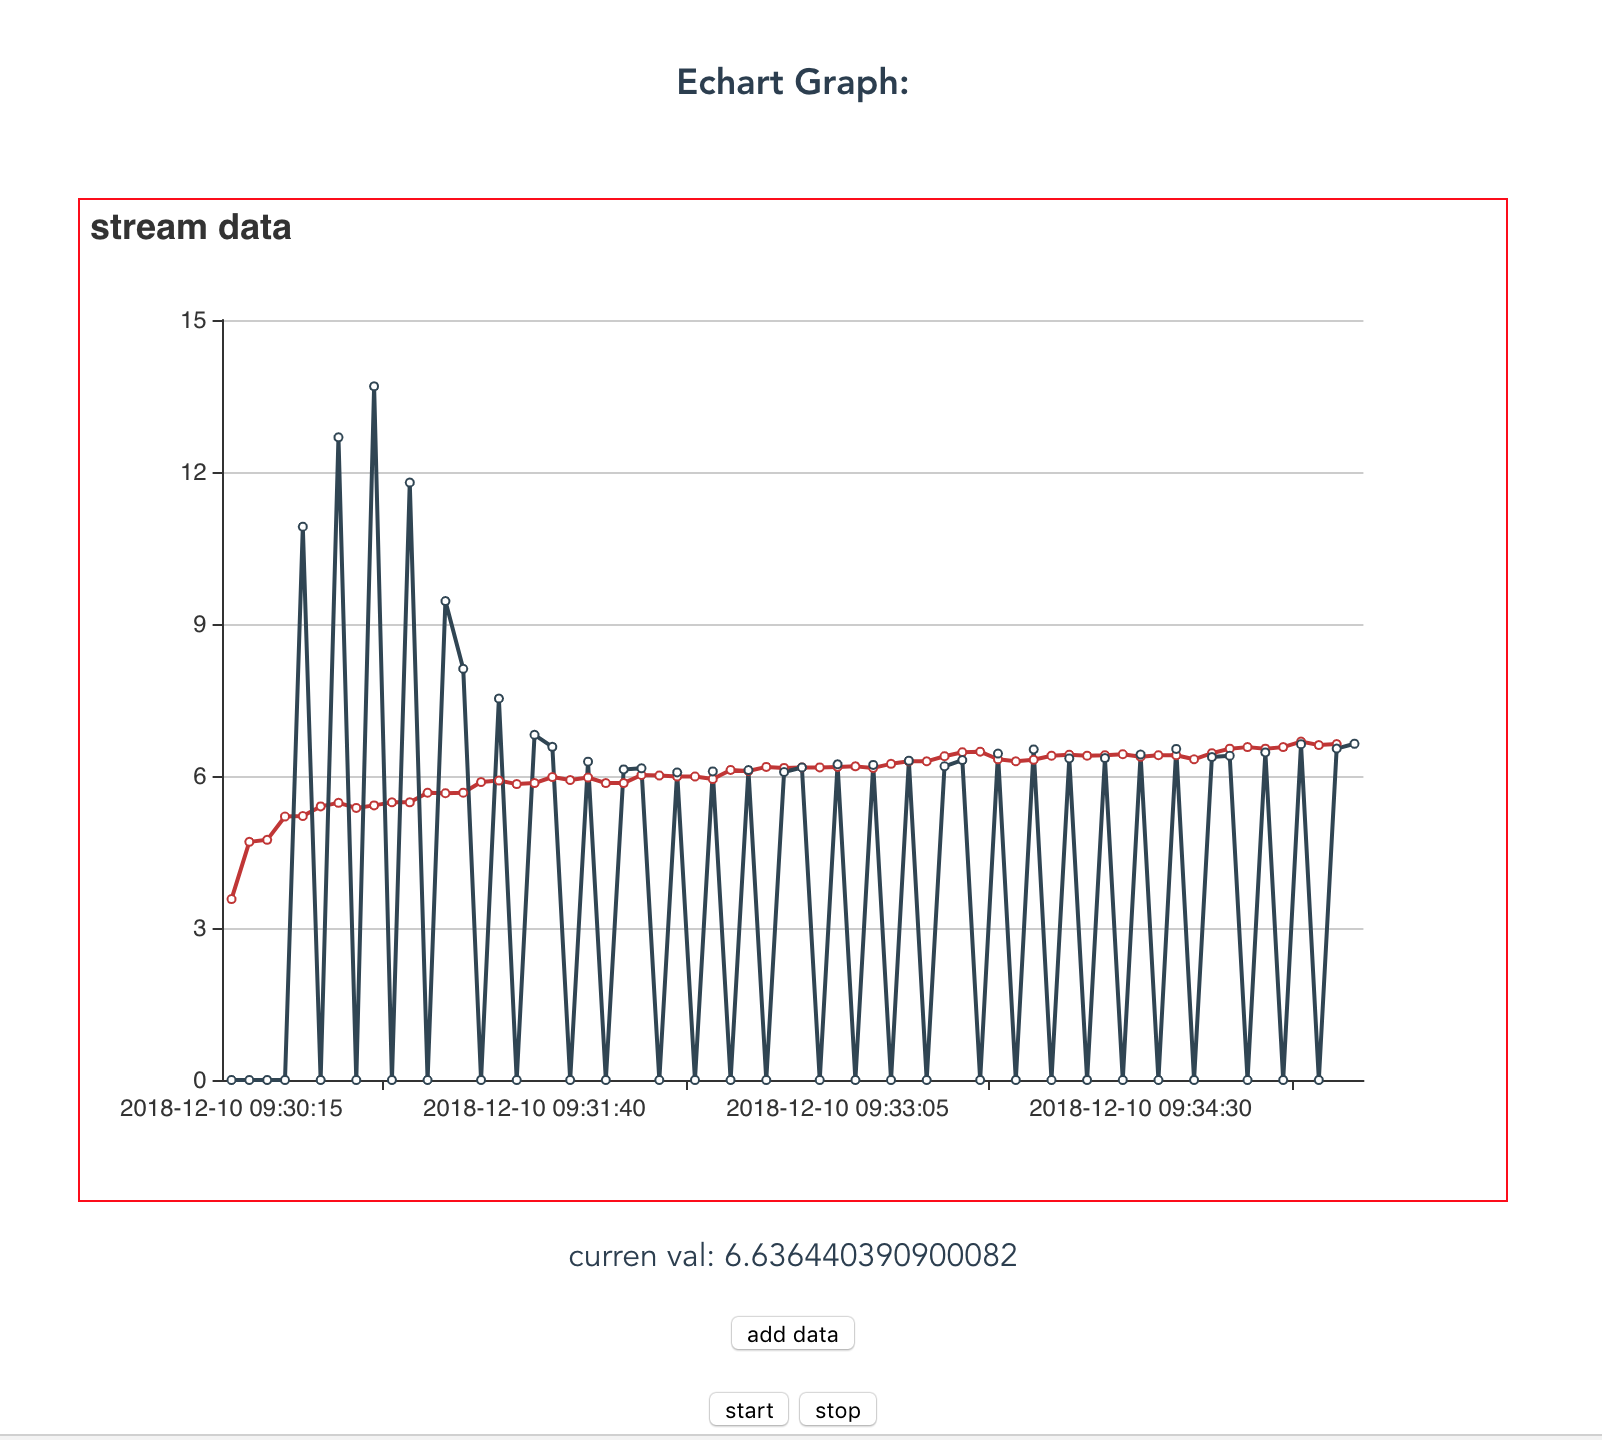 Echart Graph:
stream data
15
12
9
6
3
0
2018-12-10 09:30:15 2018-12-10 09:31:40 2018-12-10 09:33:05 2018-12-10 09:34:30
curren val: 6.636440390900082
add data
start stop